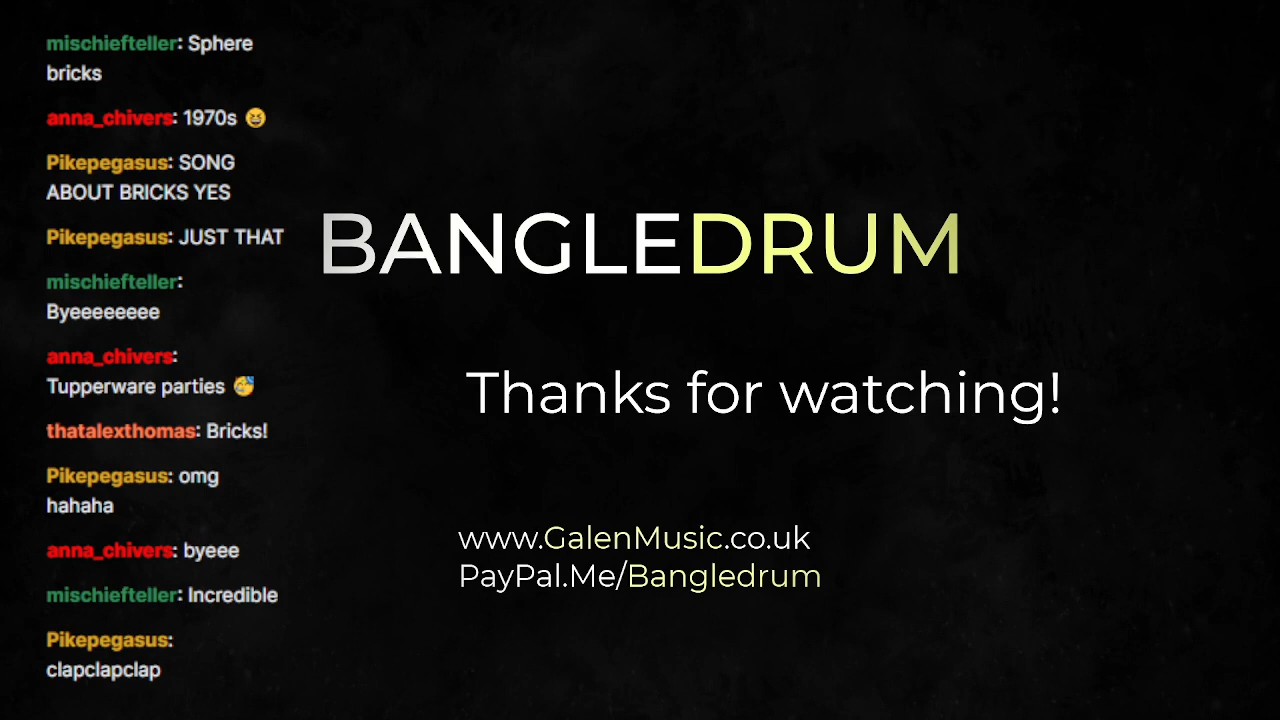 mischiefteller: Sphere
bricks
anna_chivers: 1970s 😆
Pikepegasus: SONG
ABOUT BRICKS YES
Pikepegasus: JUST THAT
mischiefteller:
Byeeeeeeee
anna_chivers:
Tupperware parties 🥳
thatalexthomas: Bricks!
Pikepegasus: omg
hahaha
anna_chivers: byeee
mischiefteller: Incredible
Pikepegasus:
clapclapclap
BANGLEDRUM
Thanks for watching!
www.GalenMusic.co.uk
PayPal.Me/Bangledrum